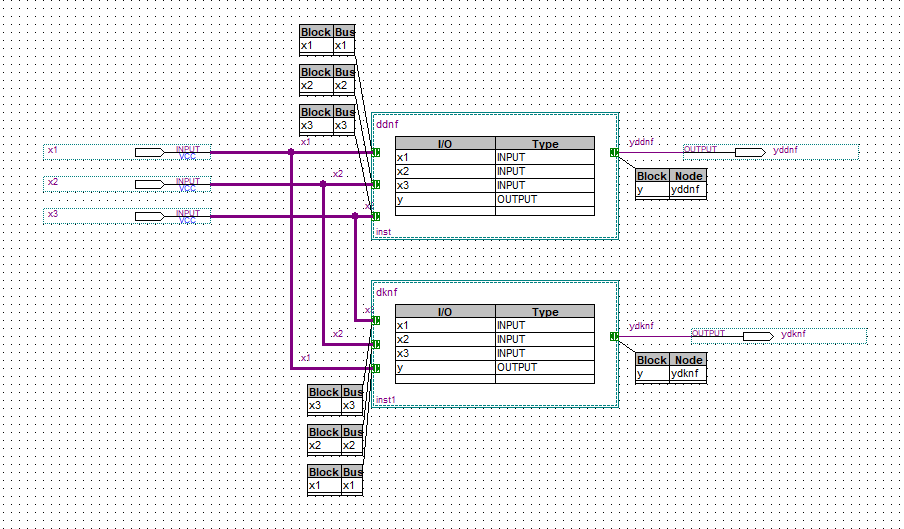 Block Bus
x1 x1
Block Bus
x2 x2
Block Bus
x3 x3
x1 INPUT VCC
x2 INPUT VCC
x3 INPUT VCC
x1
x2
ddnf
I/O Type
x1 INPUT
x2 INPUT
x3 INPUT
y OUTPUT
inst
yddnf
OUTPUT yddnf
Block Node
y yddnf
dknf
I/O Type
x1 INPUT
x2 INPUT
x3 INPUT
y OUTPUT
inst1
x2
x1
ydknf
OUTPUT ydknf
Block Node
y ydknf
Block Bus
x3 x3
Block Bus
x2 x2
Block Bus
x1 x1